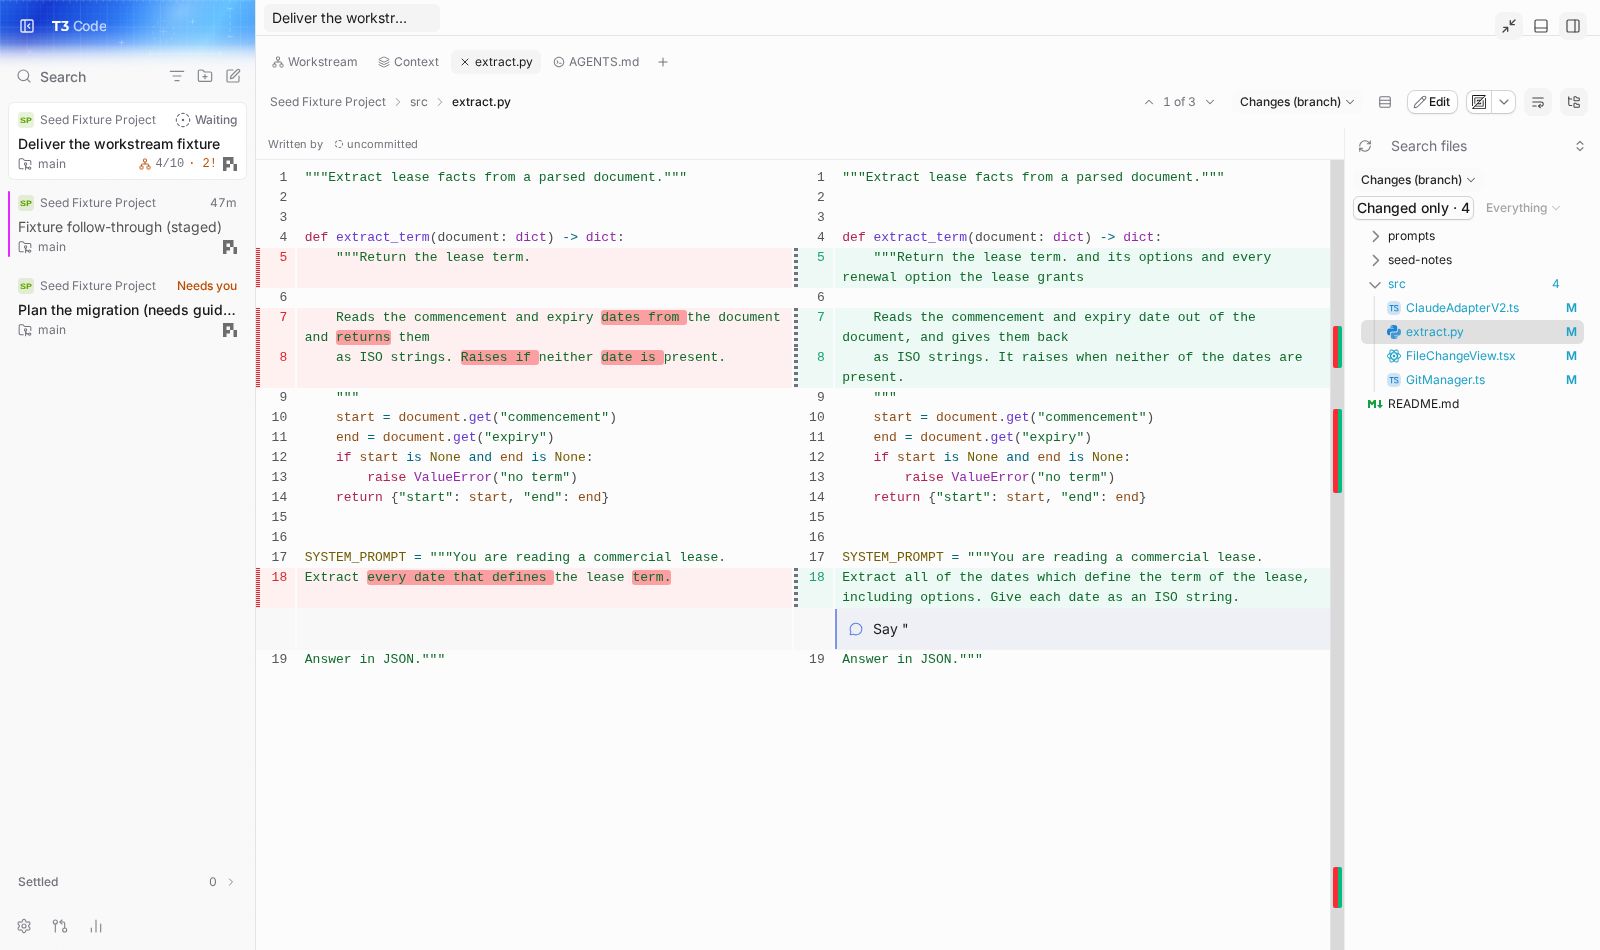 T3 Code
Search
SP Seed Fixture Project Waiting
Deliver the workstream fixture
main 4/10 · 2!
SP Seed Fixture Project 47m
Fixture follow-through (staged)
main
SP Seed Fixture Project Needs you
Plan the migration (needs guid…
main
Settled 0
Deliver the workstr…
Workstream Context extract.py AGENTS.md
Seed Fixture Project src extract.py 1 of 3 Changes (branch) Edit
Written by uncommitted
1 """Extract lease facts from a parsed document."""
2
3
4 def extract_term(document: dict) -> dict:
5 """Return the lease term.
6
7 Reads the commencement and expiry dates from the document
and returns them
8 as ISO strings. Raises if neither date is present.
9 """
10 start = document.get("commencement")
11 end = document.get("expiry")
12 if start is None and end is None:
13 raise ValueError("no term")
14 return {"start": start, "end": end}
15
16
17 SYSTEM_PROMPT = """You are reading a commercial lease.
18 Extract every date that defines the lease term.
19 Answer in JSON."""
1 """Extract lease facts from a parsed document."""
2
3
4 def extract_term(document: dict) -> dict:
5 """Return the lease term. and its options and every
renewal option the lease grants
6
7 Reads the commencement and expiry date out of the
document, and gives them back
8 as ISO strings. It raises when neither of the dates are
present.
9 """
10 start = document.get("commencement")
11 end = document.get("expiry")
12 if start is None and end is None:
13 raise ValueError("no term")
14 return {"start": start, "end": end}
15
16
17 SYSTEM_PROMPT = """You are reading a commercial lease.
18 Extract all of the dates which define the term of the lease,
including options. Give each date as an ISO string.
Say "
19 Answer in JSON."""
Search files
Changes (branch)
Changed only · 4 Everything
prompts
seed-notes
src 4
TS ClaudeAdapterV2.ts M
extract.py M
FileChangeView.tsx M
TS GitManager.ts M
M README.md